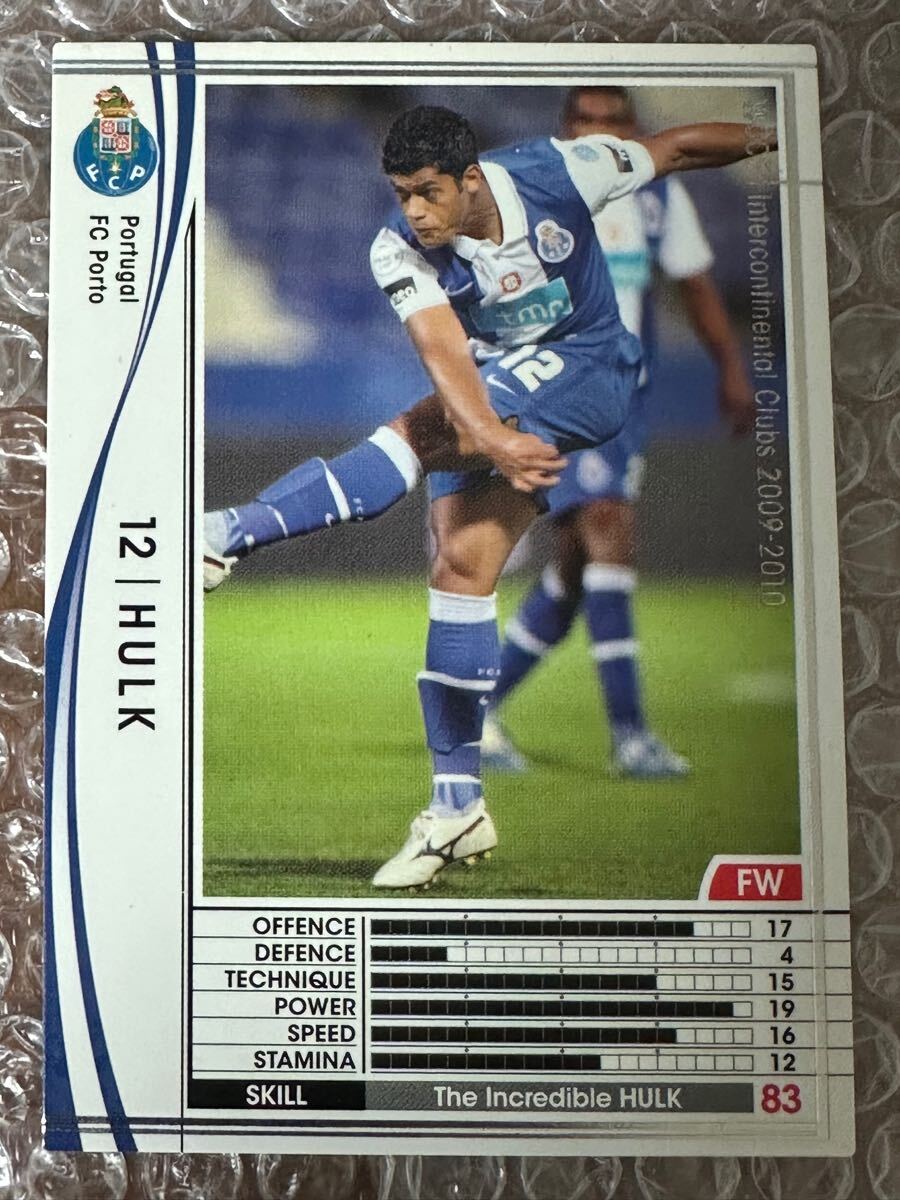 FCP
Portugal
FC Porto
12 | HULK
Intercontinental Clubs 2009-2010
tmn
12
FW
OFFENCE 17
DEFENCE 4
TECHNIQUE 15
POWER 19
SPEED 16
STAMINA 12
SKILL The Incredible HULK 83